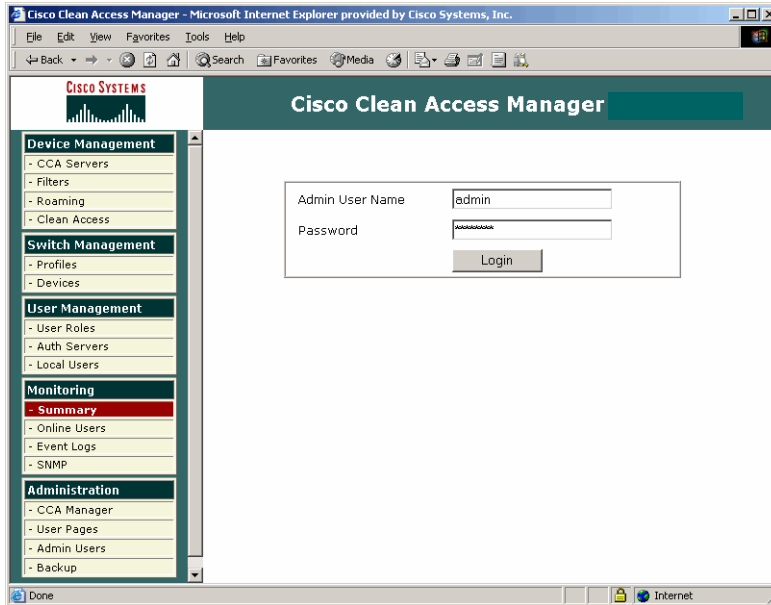 Cisco Clean Access Manager - Microsoft Internet Explorer provided by Cisco Systems, Inc.
File Edit View Favorites Tools Help
Back Search Favorites Media
CISCO SYSTEMS
Cisco Clean Access Manager
Device Management
- CCA Servers
- Filters
- Roaming
- Clean Access
Switch Management
- Profiles
- Devices
User Management
- User Roles
- Auth Servers
- Local Users
Monitoring
- Summary
- Online Users
- Event Logs
- SNMP
Administration
- CCA Manager
- User Pages
- Admin Users
- Backup
Admin User Name admin
Password ********
Login
Done Internet